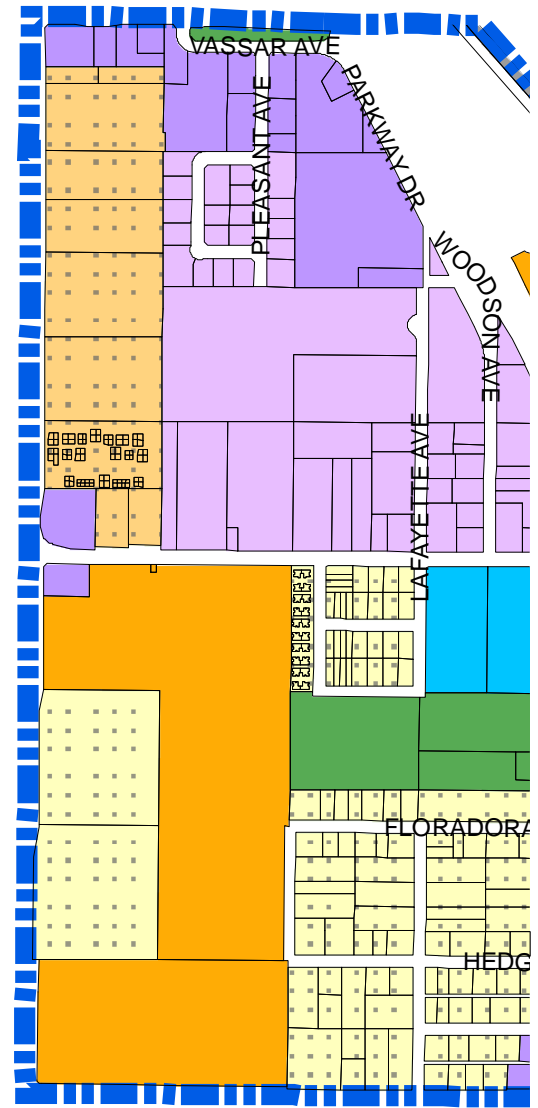 VASSAR AVE
PLEASANT AVE
PARKWAY DR
WOODSON AVE
LAFAYETTE AVE
FLORADORA
HEDG